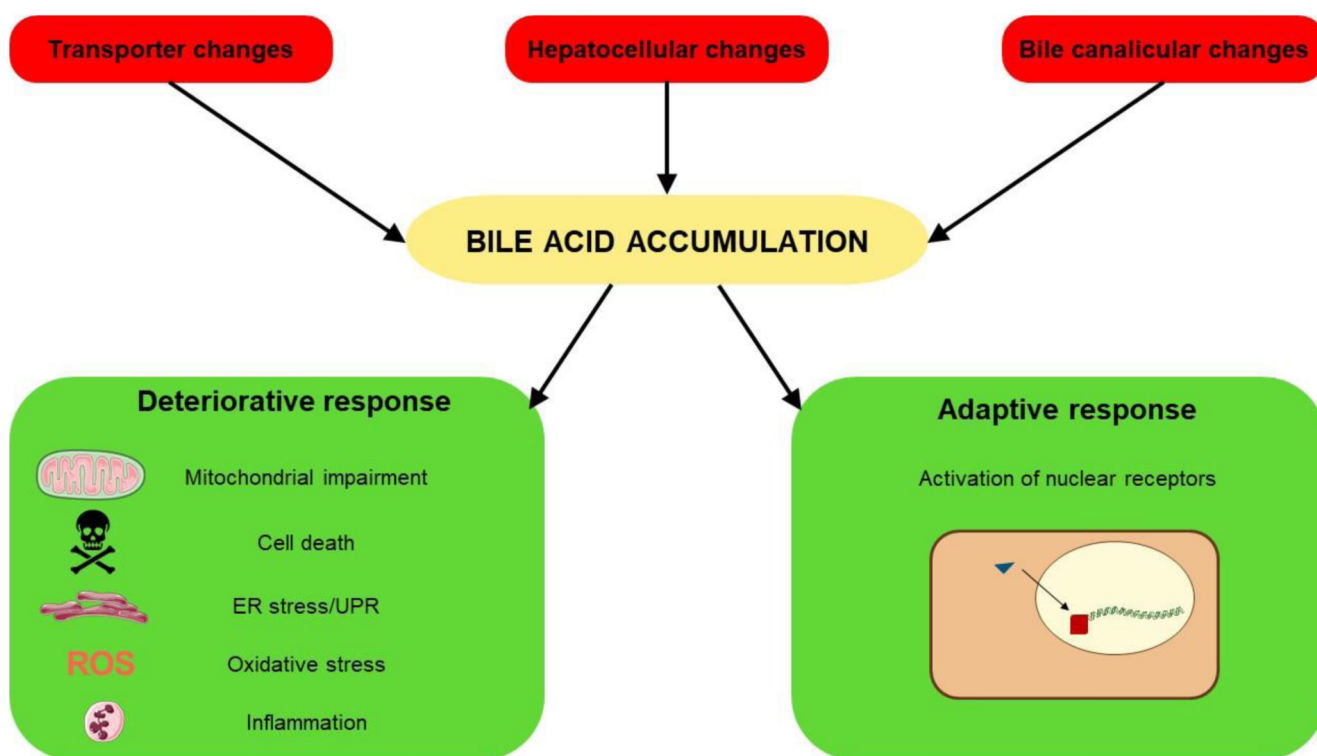 Transporter changes
Hepatocellular changes
Bile canalicular changes
BILE ACID ACCUMULATION
Deteriorative response
Mitochondrial impairment
Cell death
ER stress/UPR
ROS
Oxidative stress
Inflammation
Adaptive response
Activation of nuclear receptors